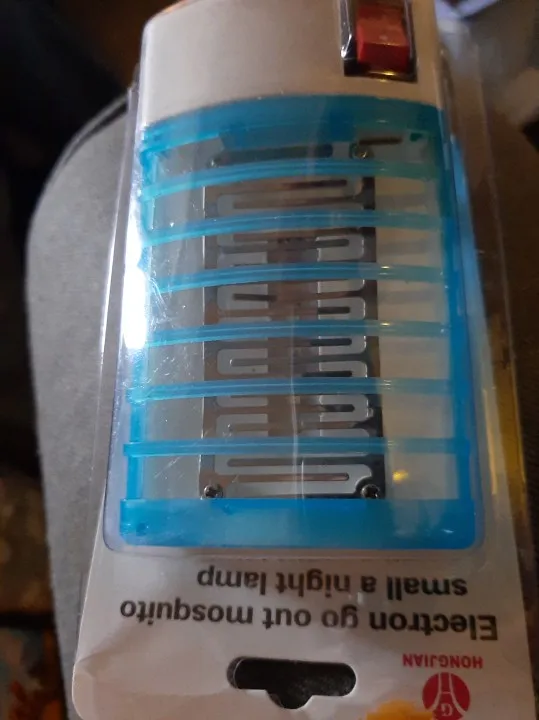 G
HONGJIAN
Electron go out mosquito
small a night lamp